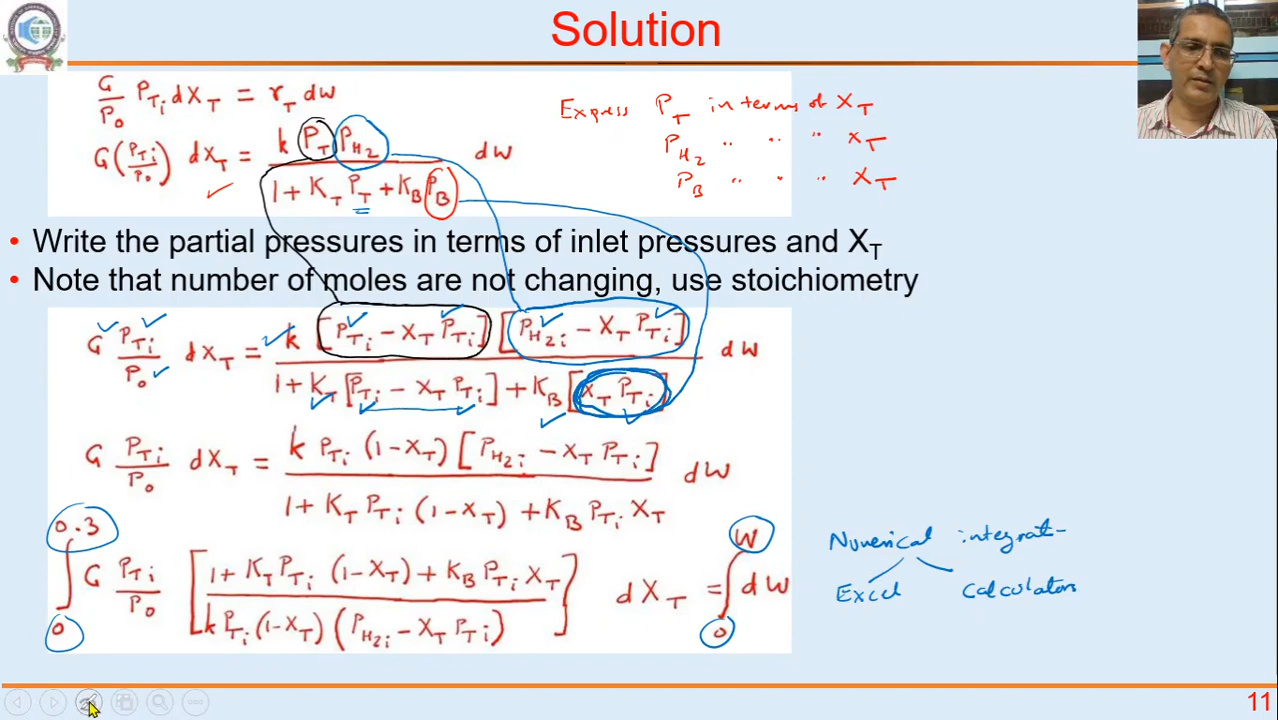 Solution
G/P₀ P_Ti dX_T = r_T dW
G(P_Ti/P₀) dX_T = k P_T P_H₂ / (1 + K_T P_T + K_B P_B) dW
Express P_T in terms of X_T
P_H₂ " " " X_T
P_B " " " X_T
• Write the partial pressures in terms of inlet pressures and X_T
• Note that number of moles are not changing, use stoichiometry
G P_Ti/P₀ dX_T = k [P_Ti − X_T P_Ti] [P_H₂i − X_T P_Ti] / (1 + K_T [P_Ti − X_T P_Ti] + K_B [X_T P_Ti]) dW
G P_Ti/P₀ dX_T = k P_Ti (1−X_T) [P_H₂i − X_T P_Ti] / (1 + K_T P_Ti (1−X_T) + K_B P_Ti X_T) dW
∫₀^0.3 G P_Ti/P₀ [(1 + K_T P_Ti (1−X_T) + K_B P_Ti X_T) / (k P_Ti (1−X_T) (P_H₂i − X_T P_Ti))] dX_T = ∫₀^W dW
Numerical integrat-
Excel calculators
11